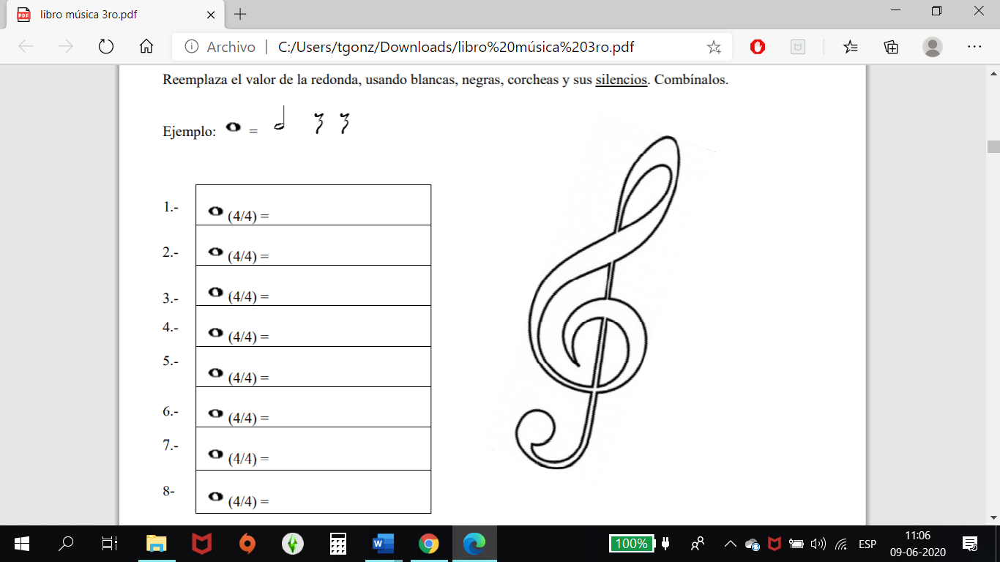 libro música 3ro.pdf
Archivo C:/Users/tgonz/Downloads/libro%20música%203ro.pdf
Reemplaza el valor de la redonda, usando blancas, negras, corcheas y sus silencios. Combínalos.
Ejemplo: =
1.- (4/4) =
2.- (4/4) =
3.- (4/4) =
4.- (4/4) =
5.- (4/4) =
6.- (4/4) =
7.- (4/4) =
8- (4/4) =
100% ESP 11:06
09-06-2020